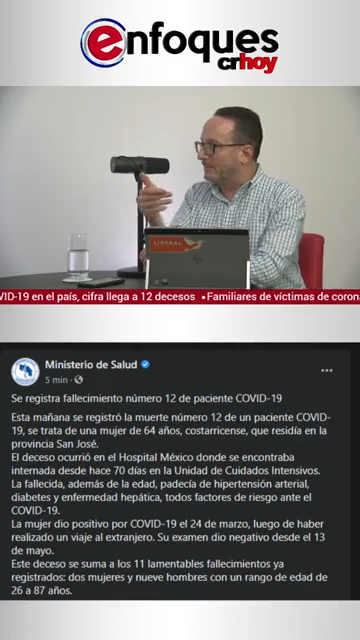 enfoques
crhoy
LIBERAL
hp
VID-19 en el país, cifra llega a 12 decesos •Familiares de víctimas de corona
Ministerio de Salud
5 min ·
Se registra fallecimiento número 12 de paciente COVID-19
Esta mañana se registró la muerte número 12 de un paciente COVID-
19, se trata de una mujer de 64 años, costarricense, que residía en la
provincia San José.
El deceso ocurrió en el Hospital México donde se encontraba
internada desde hace 70 días en la Unidad de Cuidados Intensivos.
La fallecida, además de la edad, padecía de hipertensión arterial,
diabetes y enfermedad hepática, todos factores de riesgo ante el
COVID-19.
La mujer dio positivo por COVID-19 el 24 de marzo, luego de haber
realizado un viaje al extranjero. Su examen dio negativo desde el 13
de mayo.
Este deceso se suma a los 11 lamentables fallecimientos ya
registrados: dos mujeres y nueve hombres con un rango de edad de
26 a 87 años.